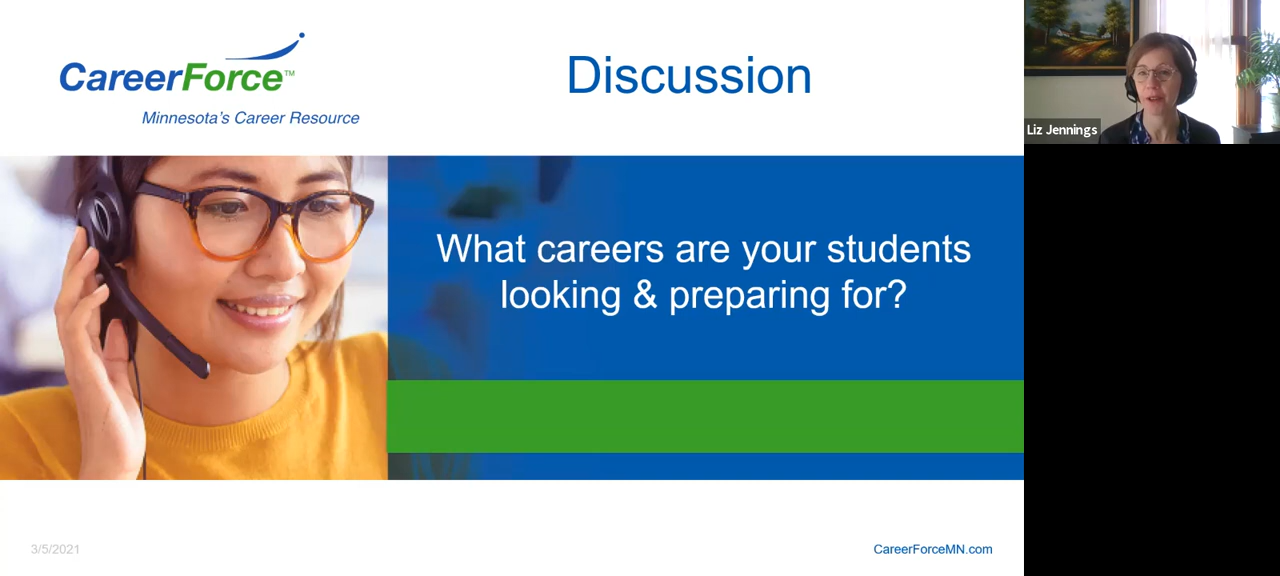 CareerForce™
Minnesota's Career Resource
Discussion
Liz Jennings
What careers are your students
looking & preparing for?
3/5/2021
CareerForceMN.com